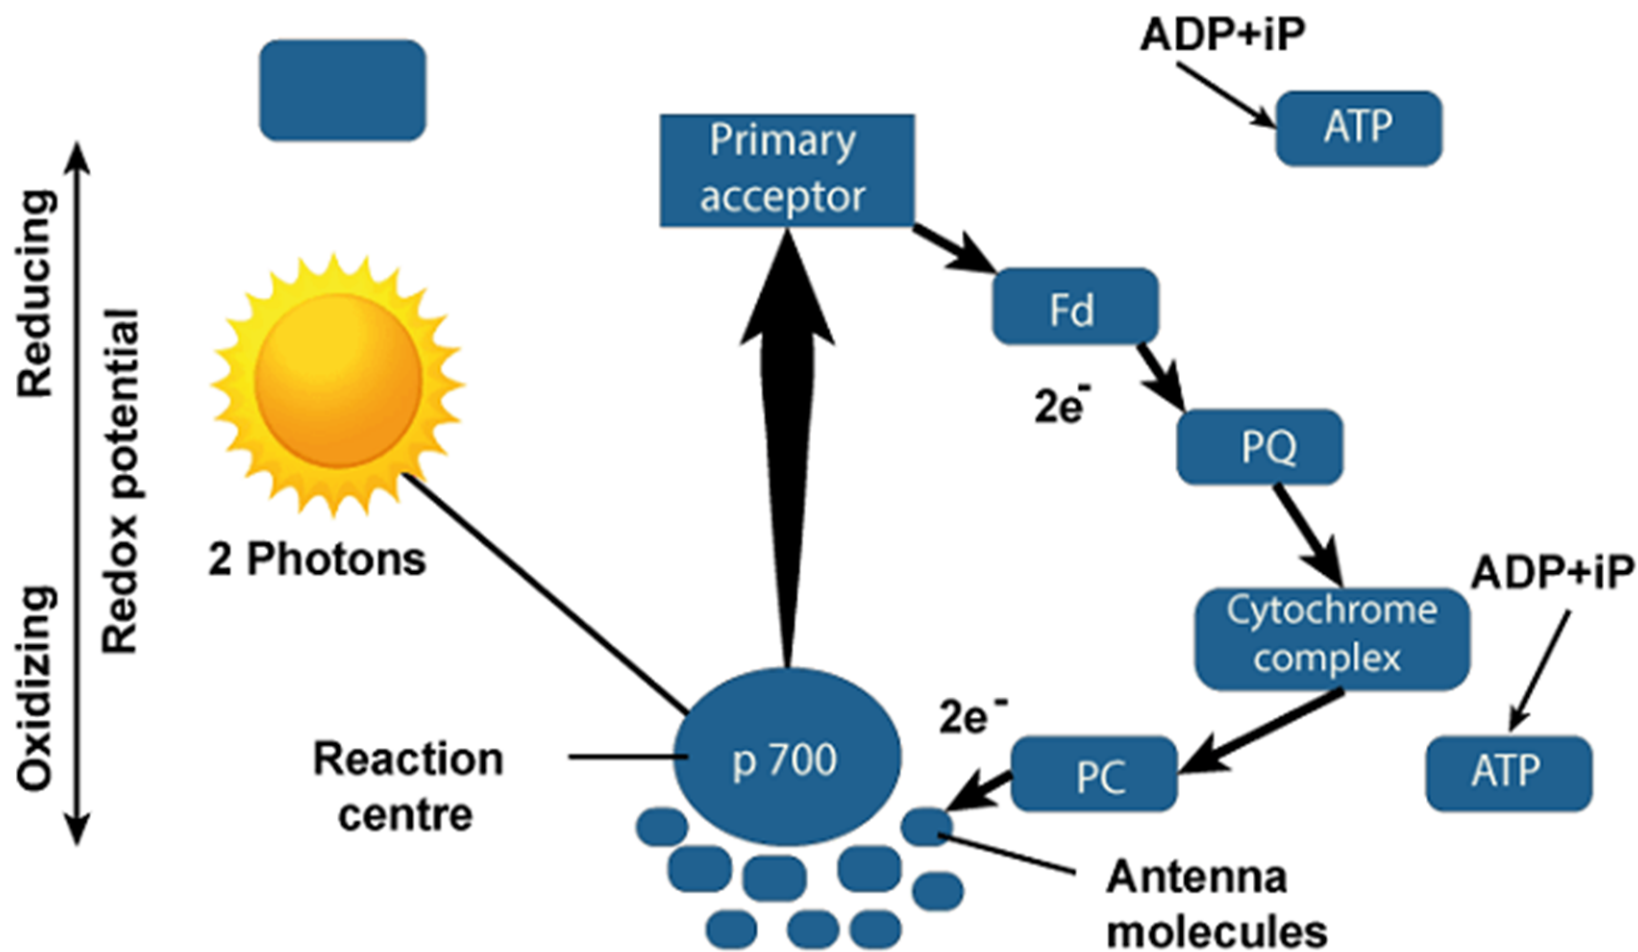 ADP+iP
ATP
Primary
acceptor
Reducing
Redox potential
Oxidizing
Fd
2e-
PQ
2 Photons
ADP+iP
Cytochrome
complex
2e-
Reaction
centre
p 700
PC
ATP
Antenna
molecules